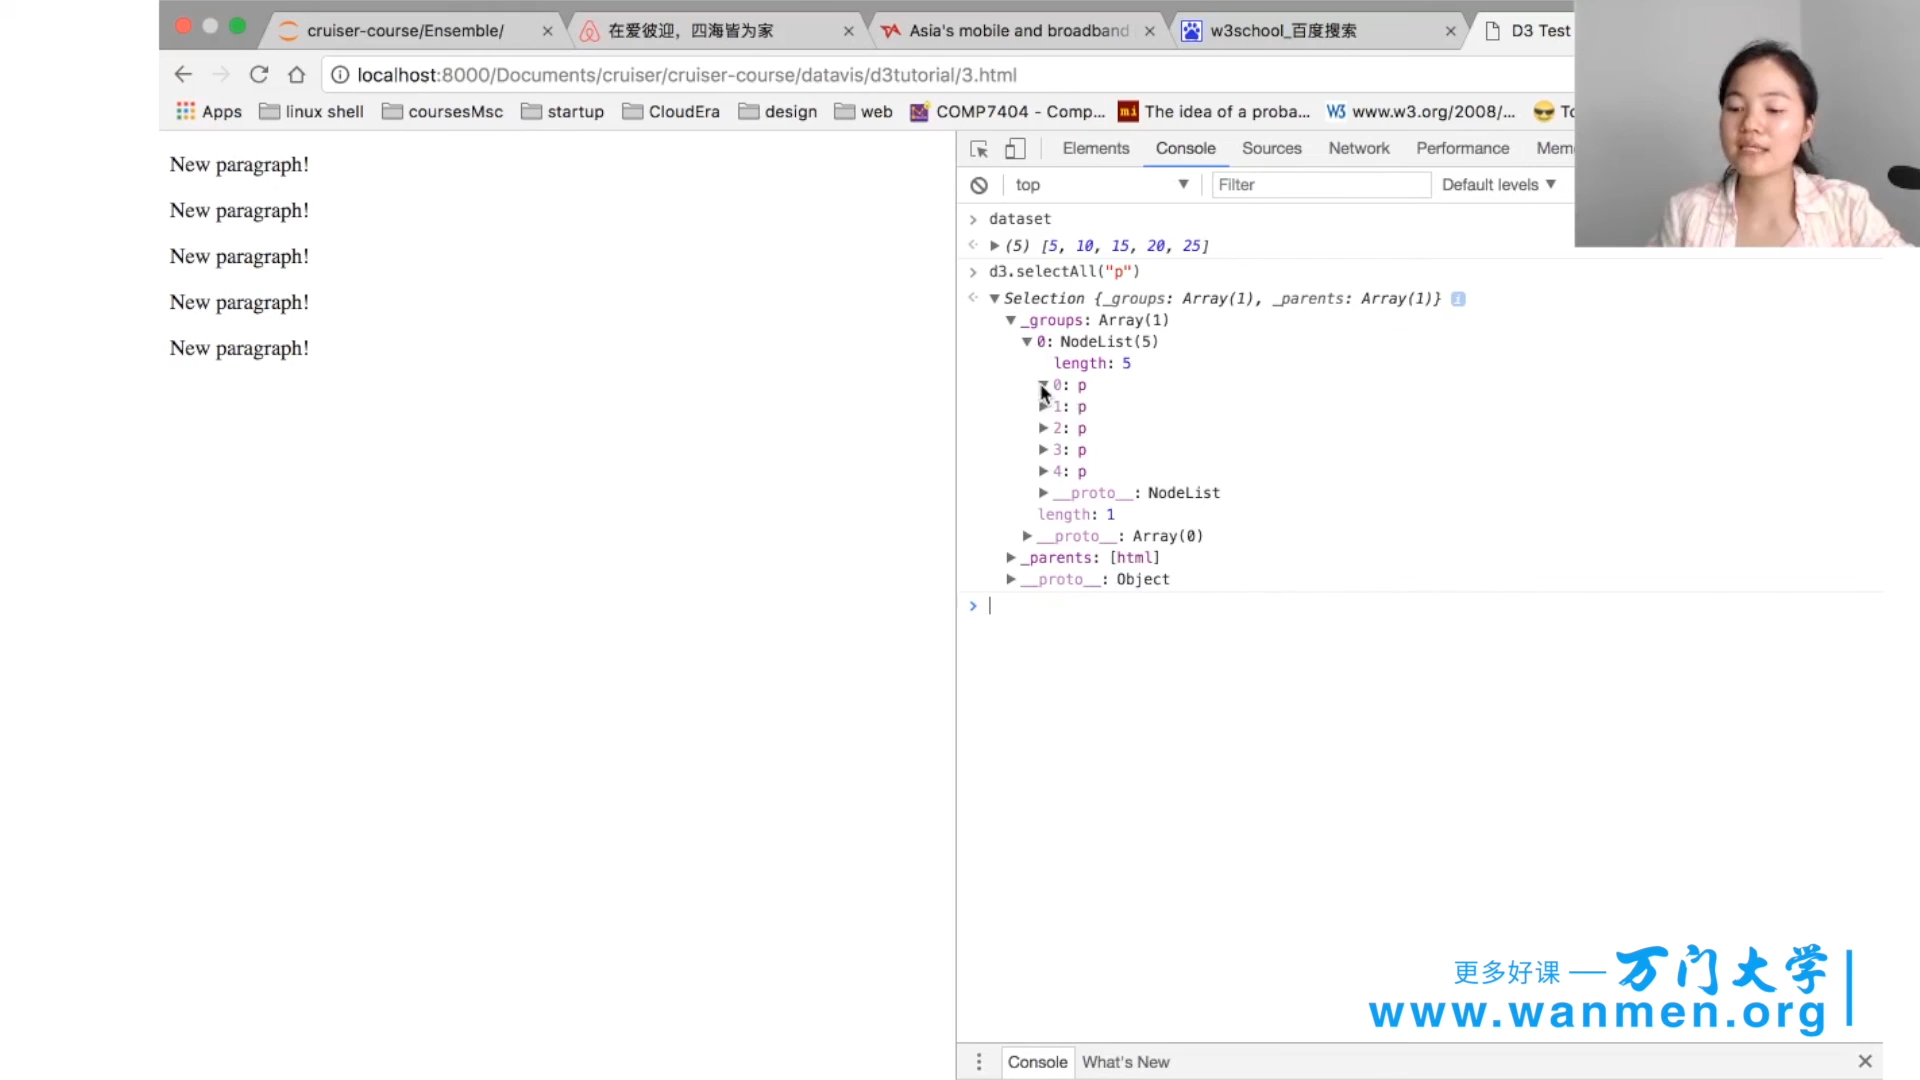 cruiser-course/Ensemble/
在爱彼迎，四海皆为家
Asia's mobile and broadband
w3school_百度搜索
D3 Test
localhost:8000/Documents/cruiser/cruiser-course/datavis/d3tutorial/3.html
Apps linux shell coursesMsc startup CloudEra design web COMP7404 - Comp... The idea of a proba... W3 www.w3.org/2008/...
New paragraph!
New paragraph!
New paragraph!
New paragraph!
New paragraph!
Elements Console Sources Network Performance Mem
top Filter Default levels
dataset
(5) [5, 10, 15, 20, 25]
d3.selectAll("p")
Selection {_groups: Array(1), _parents: Array(1)}
_groups: Array(1)
0: NodeList(5)
length: 5
0: p
1: p
2: p
3: p
4: p
__proto__: NodeList
length: 1
__proto__: Array(0)
_parents: [html]
__proto__: Object
更多好课 — 万门大学
www.wanmen.org
Console What's New